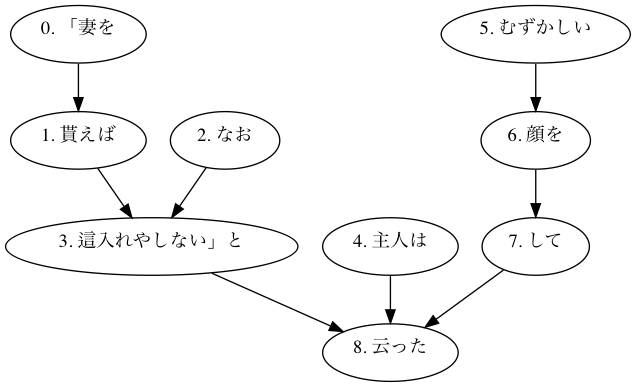 0. 「妻を
5. むずかしい
1. 貰えば
2. なお
6. 顔を
3. 這入れやしない」と
4. 主人は
7. して
8. 云った